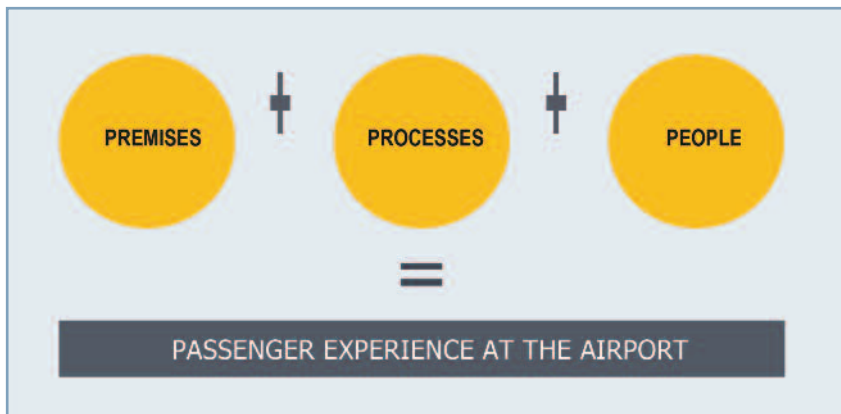 PREMISES
PROCESSES
PEOPLE
=
PASSENGER EXPERIENCE AT THE AIRPORT